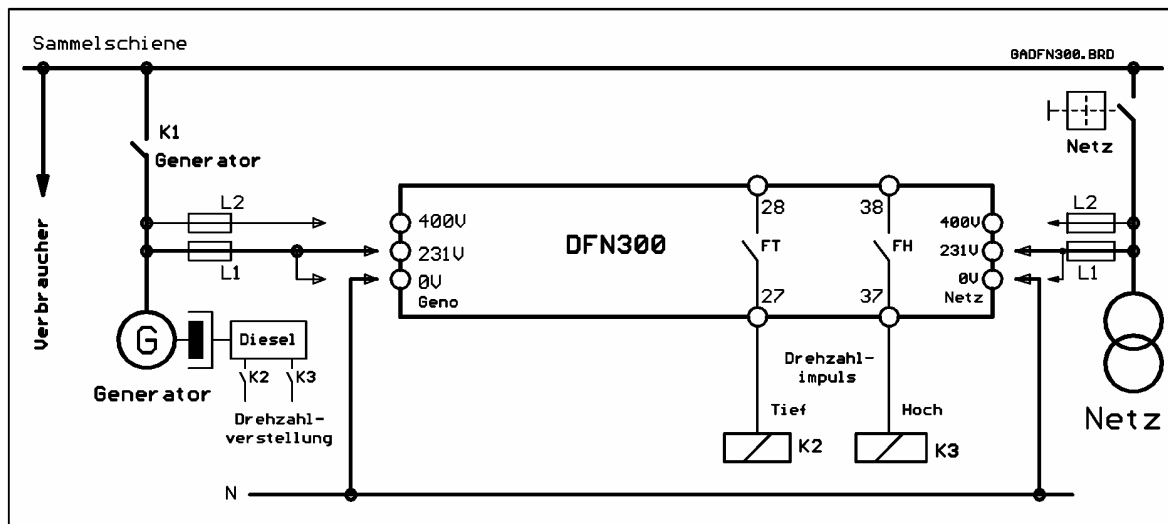 Sammelschiene
GADFN300.BRD
K1
Generator
Netz
Verbraucher
L2
L1
400V
231V
0V
Geno
DFN300
28
38
FT
FH
27
37
400V
231V
0V
Netz
L2
L1
G
Diesel
K2
K3
Generator
Drehzahl-
verstellung
Drehzahl-
impuls
Tief
Hoch
K2
K3
Netz
N